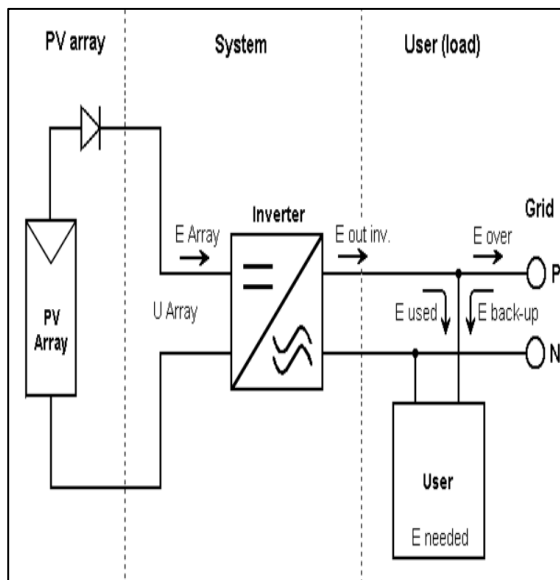 PV array
System
User (load)
Inverter
Grid
E Array
E out inv.
E over
P
U Array
E used
E back-up
PV
Array
N
User
E needed